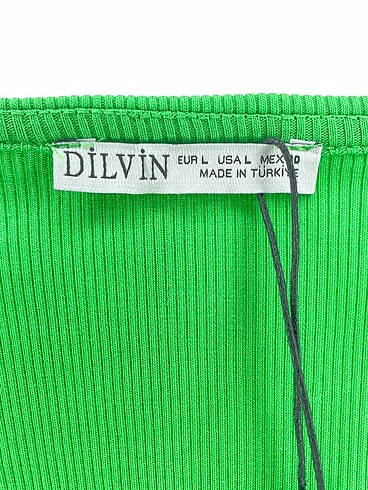 DİLVİN
EUR L USA L MEX 30
MADE IN TÜRKİYE